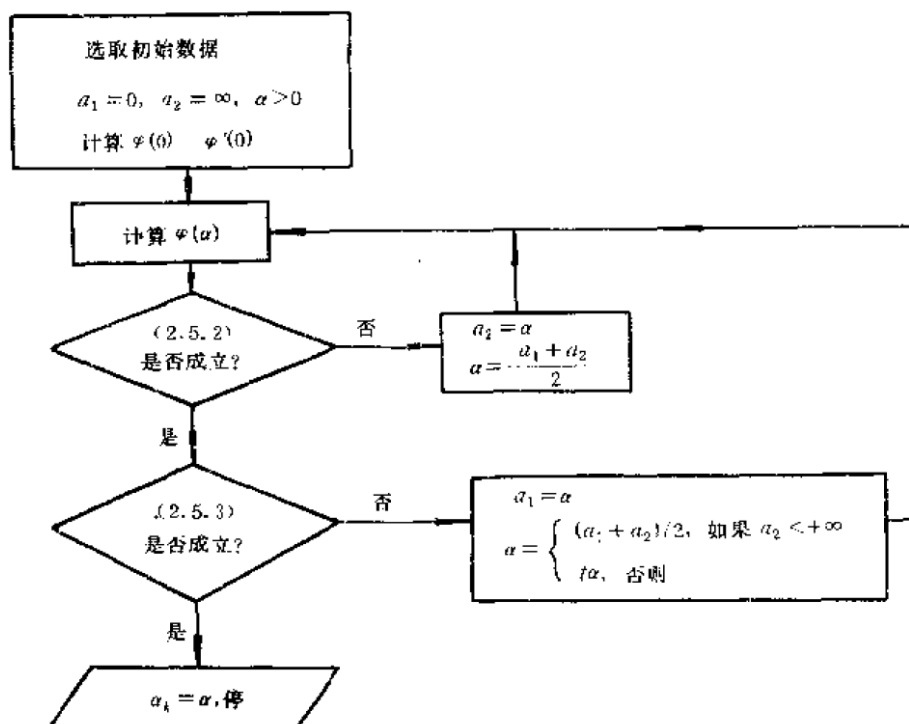 选取初始数据
a₁=0, a₂=∞, α>0
计算 φ(0) φ′(0)
计算 φ(α)
(2.5.2)
是否成立?
否
a₂=α
α=(a₁+a₂)/2
是
(2.5.3)
是否成立?
否
a₁=α
α={ (a₁+a₂)/2, 如果 a₂<+∞
tα, 否则
是
αₖ=α,停